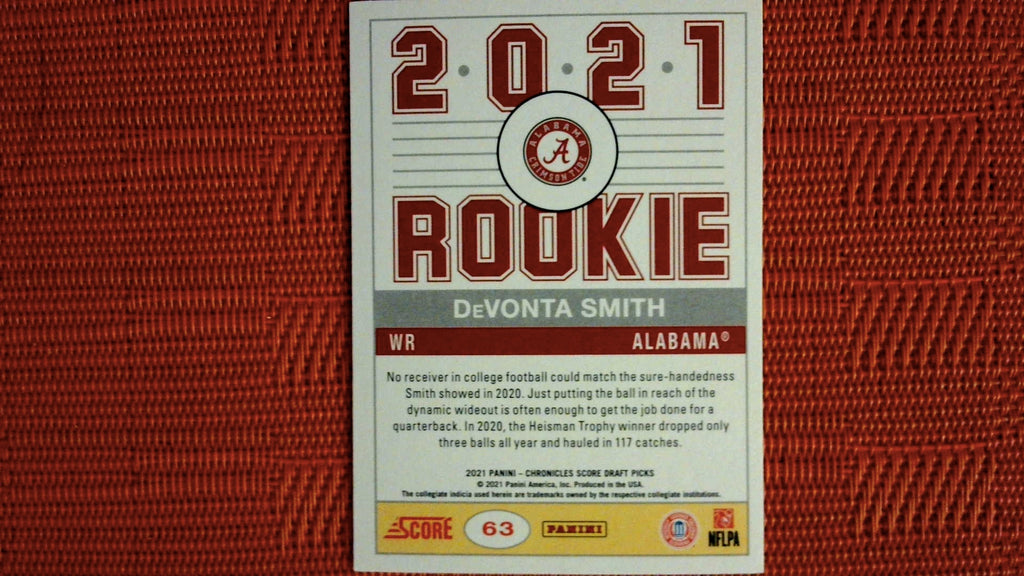 2·0·2·1
ALABAMA
A
CRIMSON TIDE
ROOKIE
DeVONTA SMITH
WR ALABAMA®
No receiver in college football could match the sure-handedness
Smith showed in 2020. Just putting the ball in reach of the
dynamic wideout is often enough to get the job done for a
quarterback. In 2020, the Heisman Trophy winner dropped only
three balls all year and hauled in 117 catches.
2021 PANINI – CHRONICLES SCORE DRAFT PICKS
© 2021 Panini America, Inc. Produced in the USA.
The collegiate indicia used herein are trademarks owned by the respective collegiate institutions.
SCORE 63 PANINI NFLPA